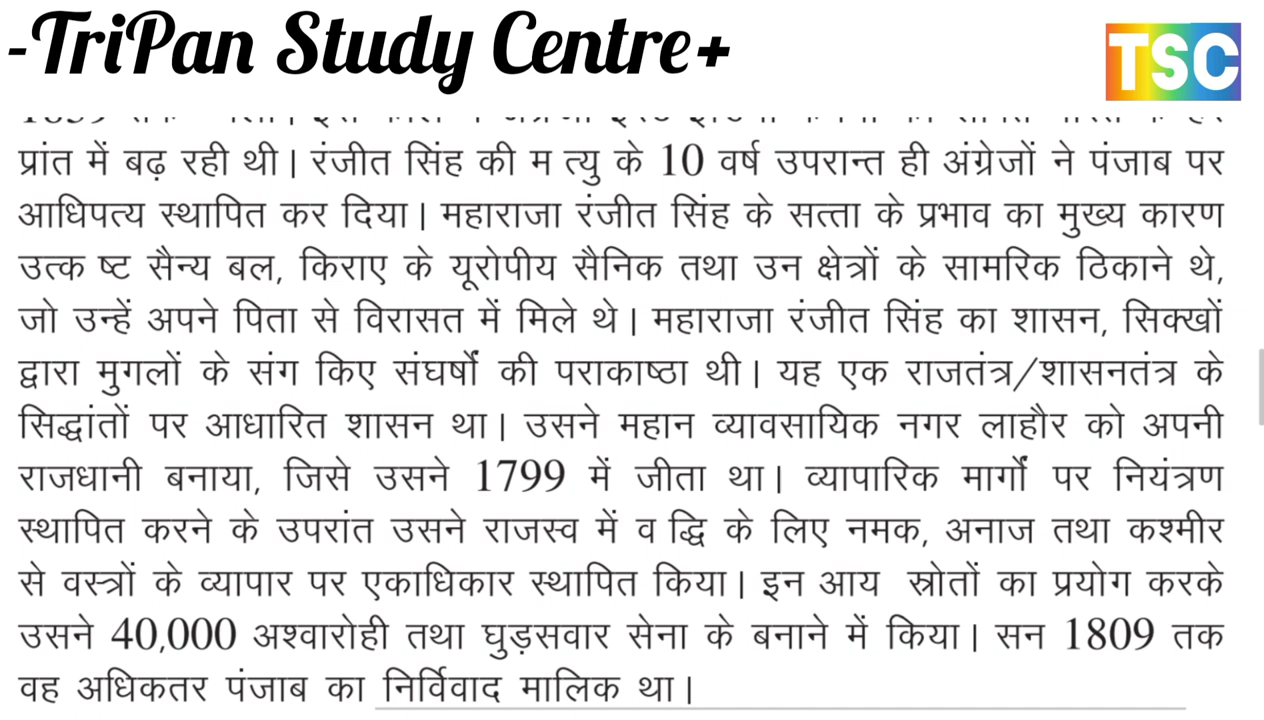 -TriPan Study Centre+
TSC
प्रांत में बढ़ रही थी। रंजीत सिंह की म त्यु के 10 वर्ष उपरान्त ही अंग्रेजों ने पंजाब पर
आधिपत्य स्थापित कर दिया। महाराजा रंजीत सिंह के सत्ता के प्रभाव का मुख्य कारण
उत्क ष्ट सैन्य बल, किराए के यूरोपीय सैनिक तथा उन क्षेत्रों के सामरिक ठिकाने थे,
जो उन्हें अपने पिता से विरासत में मिले थे। महाराजा रंजीत सिंह का शासन, सिक्खों
द्वारा मुगलों के संग किए संघर्षों की पराकाष्ठा थी। यह एक राजतंत्र/शासनतंत्र के
सिद्धांतों पर आधारित शासन था। उसने महान व्यावसायिक नगर लाहौर को अपनी
राजधानी बनाया, जिसे उसने 1799 में जीता था। व्यापारिक मार्गों पर नियंत्रण
स्थापित करने के उपरांत उसने राजस्व में व द्धि के लिए नमक, अनाज तथा कश्मीर
से वस्त्रों के व्यापार पर एकाधिकार स्थापित किया। इन आय स्रोतों का प्रयोग करके
उसने 40,000 अश्वारोही तथा घुड़सवार सेना के बनाने में किया। सन 1809 तक
वह अधिकतर पंजाब का निर्विवाद मालिक था।